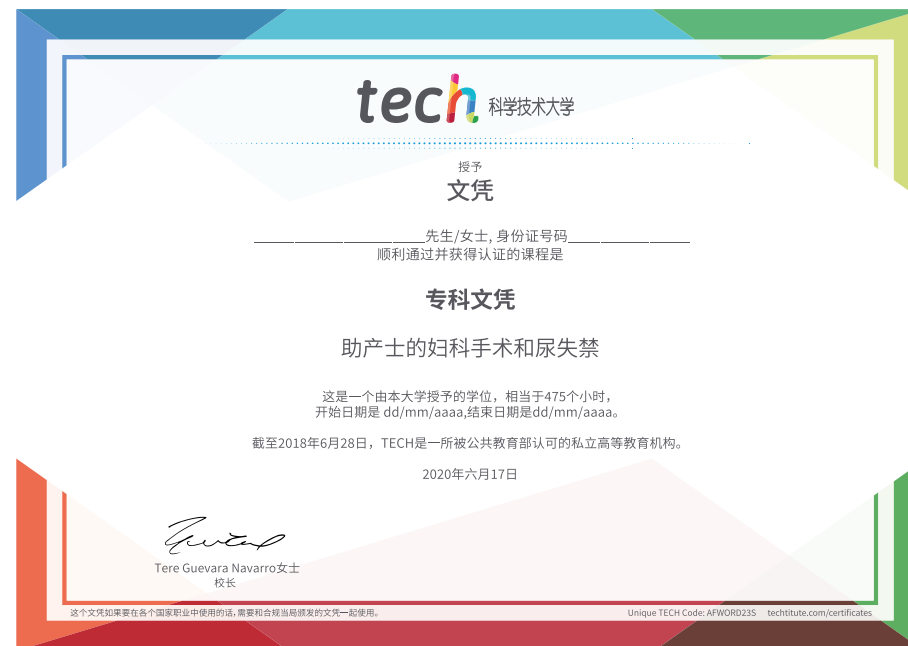 tech 科学技术大学
授予
文凭
先生/女士, 身份证号码
顺利通过并获得认证的课程是
专科文凭
助产士的妇科手术和尿失禁
这是一个由本大学授予的学位，相当于475个小时，
开始日期是 dd/mm/aaaa,结束日期是dd/mm/aaaa。
截至2018年6月28日，TECH是一所被公共教育部认可的私立高等教育机构。
2020年六月17日
Tere Guevara Navarro女士
校长
这个文凭如果要在各个国家职业中使用的话,需要和合规当局颁发的文凭一起使用。
Unique TECH Code: AFWORD23S techtitute.com/certificates